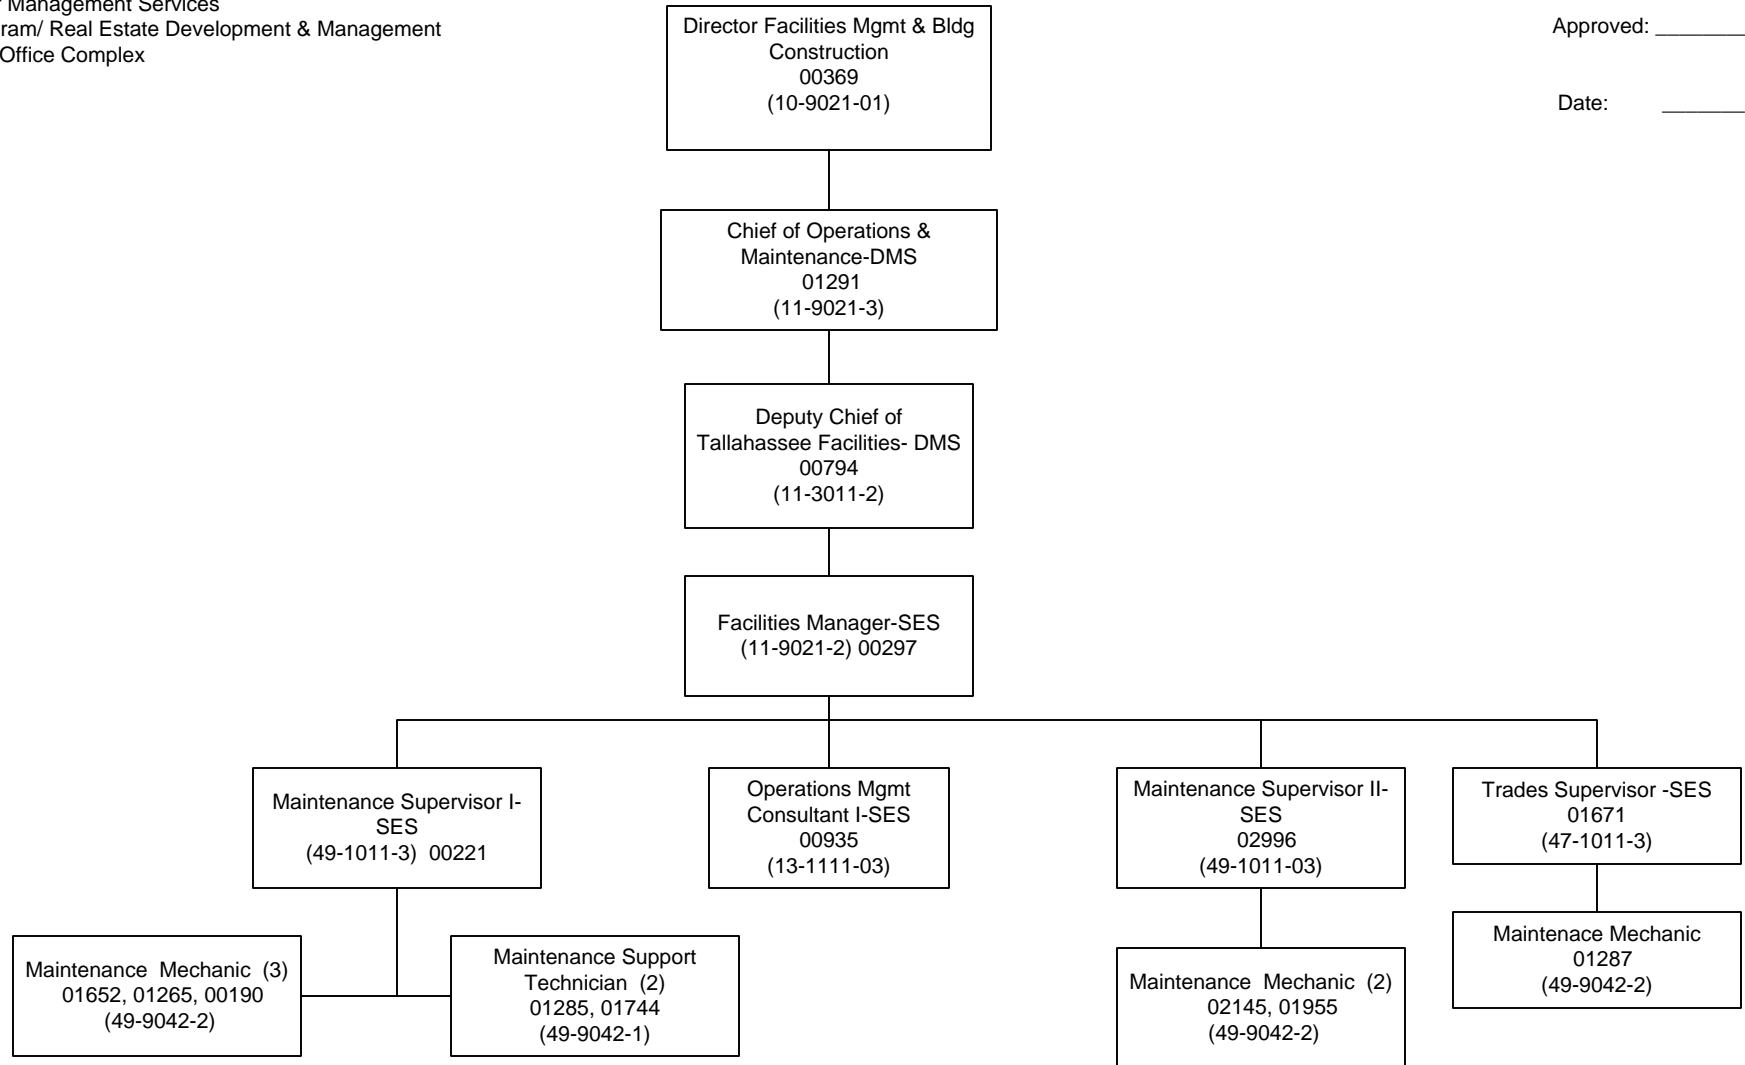 Management Services
ram/ Real Estate Development & Management
Office Complex
Approved: ________
Date: _______
Director Facilities Mgmt & Bldg
Construction
00369
(10-9021-01)
Chief of Operations &
Maintenance-DMS
01291
(11-9021-3)
Deputy Chief of
Tallahassee Facilities- DMS
00794
(11-3011-2)
Facilities Manager-SES
(11-9021-2) 00297
Maintenance Supervisor I-
SES
(49-1011-3) 00221
Operations Mgmt
Consultant I-SES
00935
(13-1111-03)
Maintenance Supervisor II-
SES
02996
(49-1011-03)
Trades Supervisor -SES
01671
(47-1011-3)
Maintenance Mechanic (3)
01652, 01265, 00190
(49-9042-2)
Maintenance Support
Technician (2)
01285, 01744
(49-9042-1)
Maintenance Mechanic (2)
02145, 01955
(49-9042-2)
Maintenace Mechanic
01287
(49-9042-2)